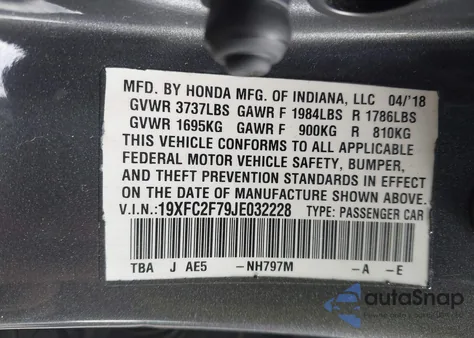 MFD. BY HONDA MFG. OF INDIANA, LLC 04/'18
GVWR 3737LBS GAWR F 1984LBS R 1786LBS
GVWR 1695KG GAWR F 900KG R 810KG
THIS VEHICLE CONFORMS TO ALL APPLICABLE
FEDERAL MOTOR VEHICLE SAFETY, BUMPER,
AND THEFT PREVENTION STANDARDS IN EFFECT
ON THE DATE OF MANUFACTURE SHOWN ABOVE.
V.I.N.:19XFC2F79JE032228 TYPE: PASSENGER CAR
TBA J AE5 -NH797M -A -E
autaSnap